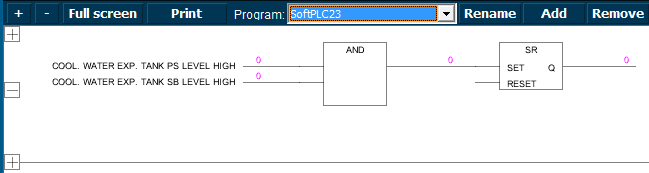 + - Full screen Print Program: SoftPLC23 Rename Add Remove
AND SR
COOL. WATER EXP. TANK PS LEVEL HIGH 0 0 SET Q 0
COOL. WATER EXP. TANK SB LEVEL HIGH 0 RESET